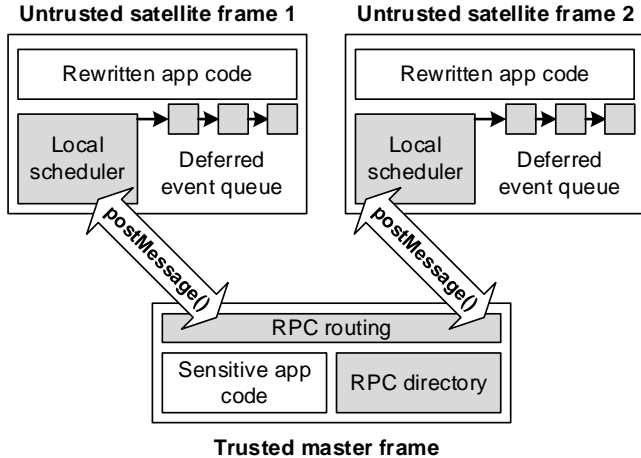 Untrusted satellite frame 1
Rewritten app code
Local
scheduler
Deferred
event queue
postMessage()
Untrusted satellite frame 2
Rewritten app code
Local
scheduler
Deferred
event queue
postMessage()
RPC routing
Sensitive app
code
RPC directory
Trusted master frame